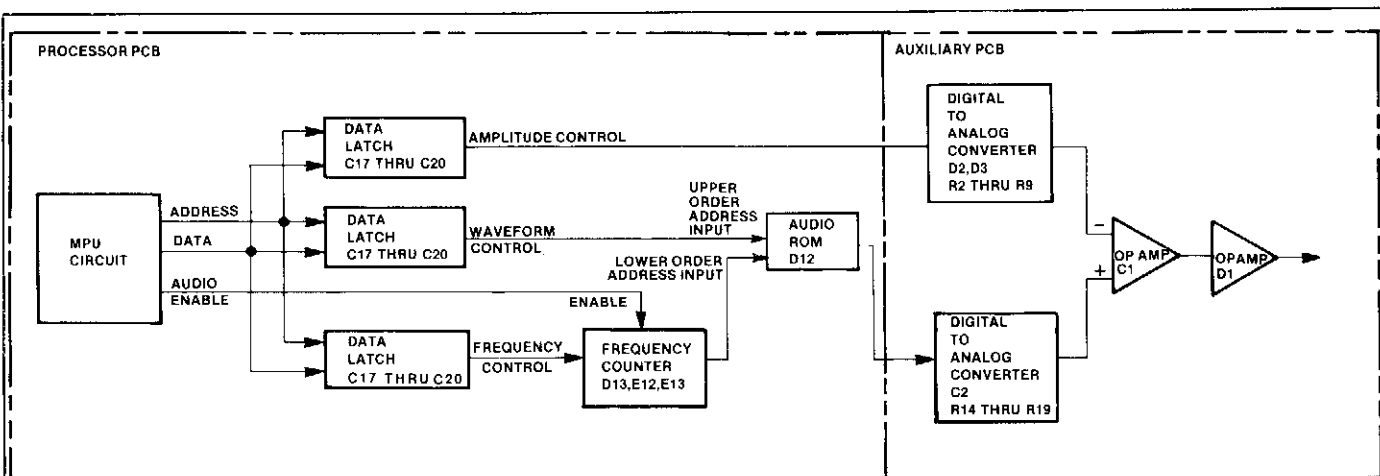 PROCESSOR PCB
AUXILIARY PCB
MPU
CIRCUIT
ADDRESS
DATA
AUDIO
ENABLE
DATA
LATCH
C17 THRU C20
AMPLITUDE CONTROL
DATA
LATCH
C17 THRU C20
WAVEFORM
CONTROL
DATA
LATCH
C17 THRU C20
FREQUENCY
CONTROL
ENABLE
FREQUENCY
COUNTER
D13,E12,E13
UPPER
ORDER
ADDRESS
INPUT
LOWER ORDER
ADDRESS INPUT
AUDIO
ROM
D12
DIGITAL
TO
ANALOG
CONVERTER
D2,D3
R2 THRU R9
DIGITAL
TO
ANALOG
CONVERTER
C2
R14 THRU R19
−
+
OP AMP
C1
OP AMP
D1